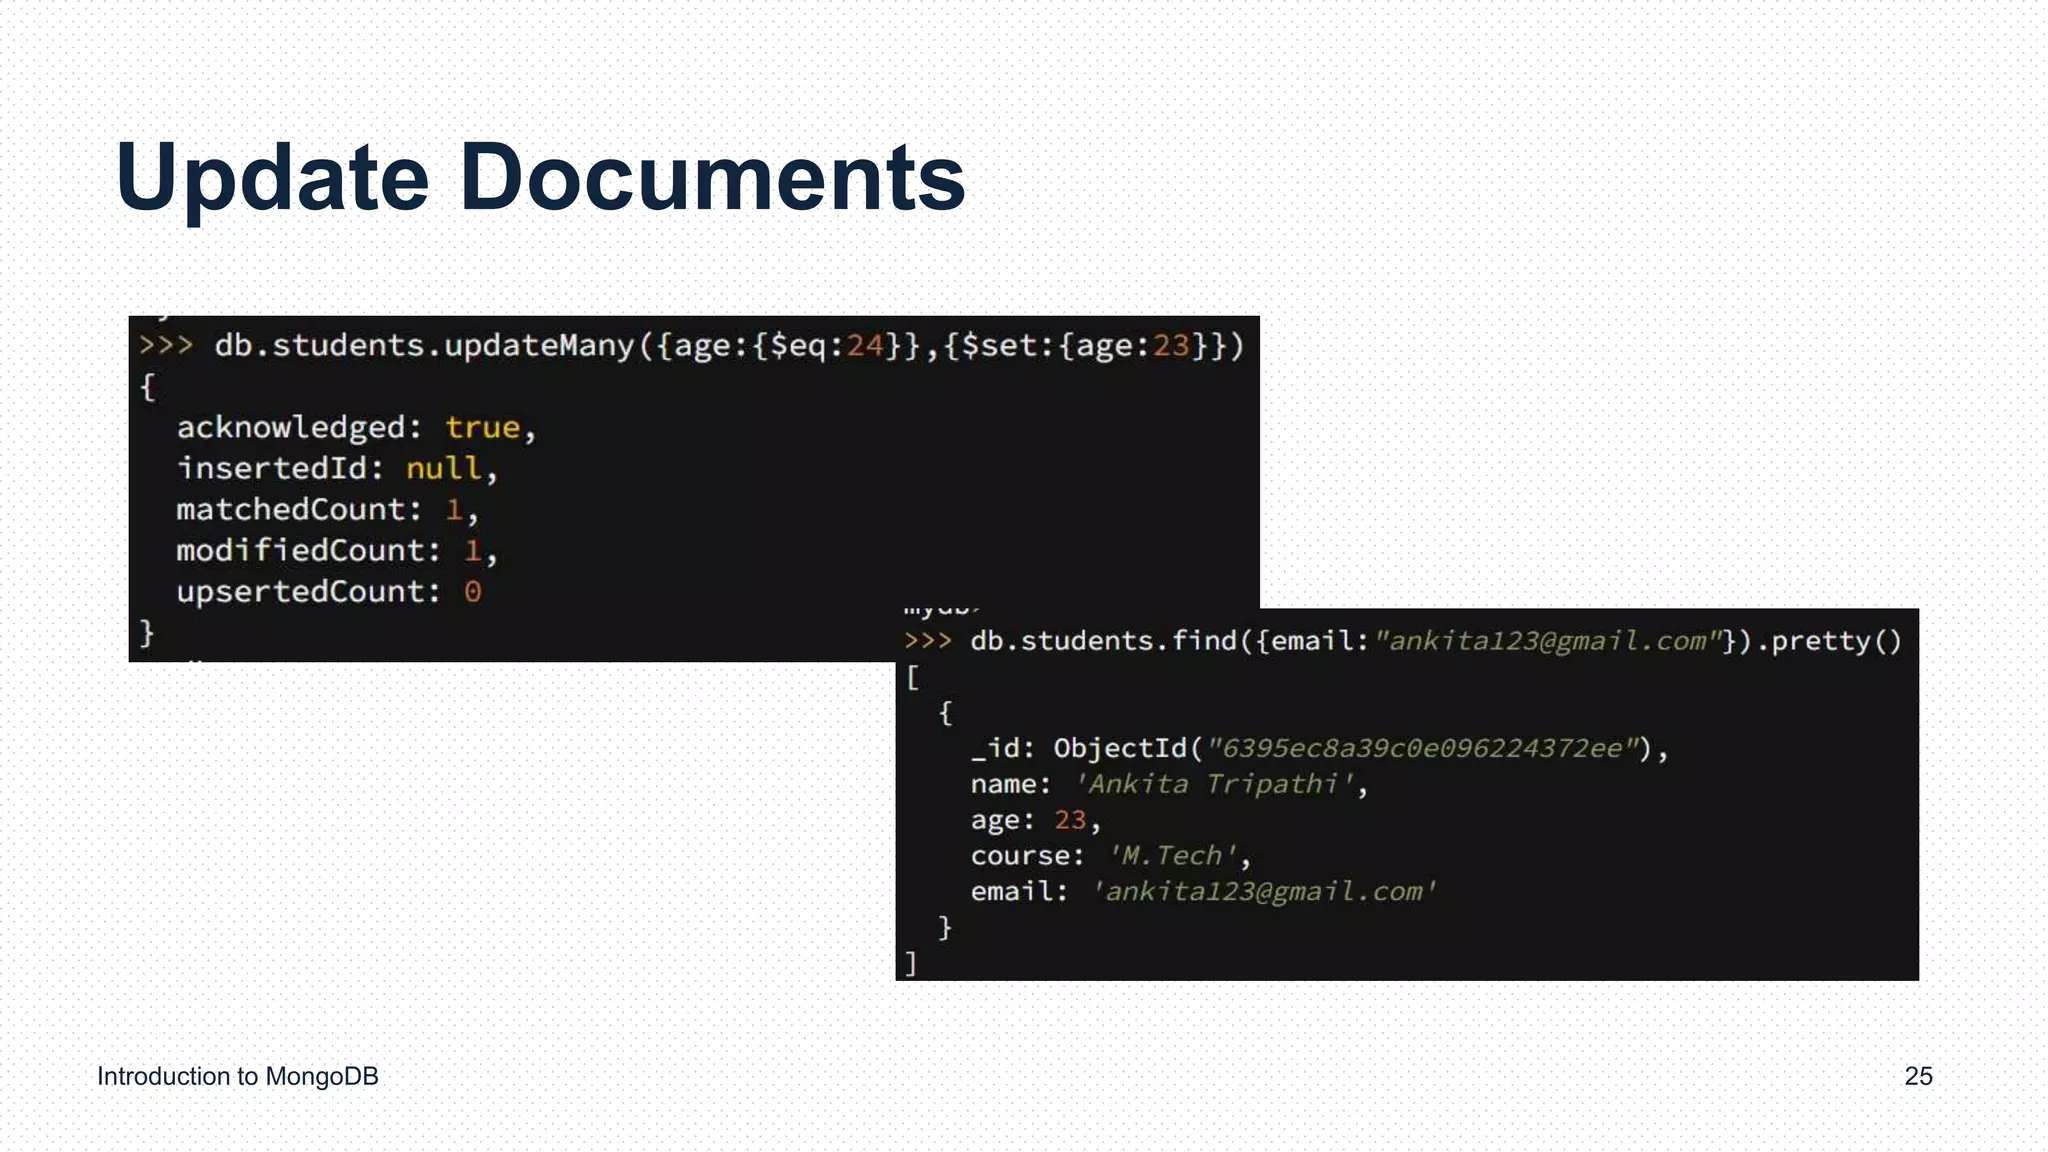 Update Documents
>>> db.students.updateMany({age:{$eq:24}},{$set:{age:23}})
{
acknowledged: true,
insertedId: null,
matchedCount: 1,
modifiedCount: 1,
upsertedCount: 0
}
>>> db.students.find({email:"ankita123@gmail.com"}).pretty()
[
{
_id: ObjectId("6395ec8a39c0e096224372ee"),
name: 'Ankita Tripathi',
age: 23,
course: 'M.Tech',
email: 'ankita123@gmail.com'
}
]
Introduction to MongoDB
25